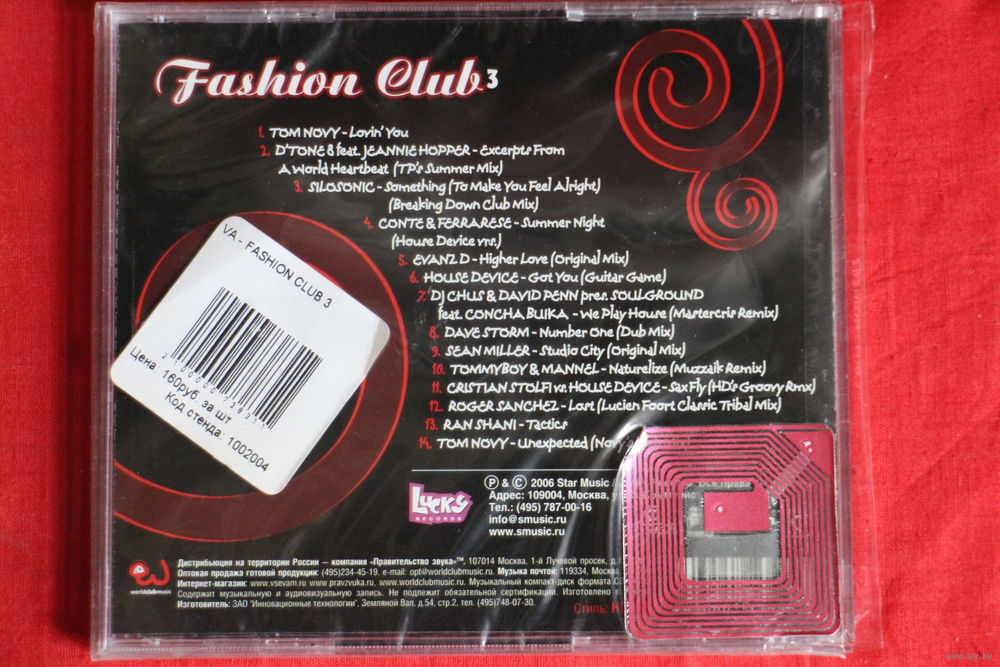 Fashion Club 3
1. TOM NOVY - Lovin' You
2. D'TONE 8 feat. JEANNIE HOPPER - Excerpts From
A World Heartbeat (TP's Summer Mix)
3. SILOSONIC - Something (To Make You Feel Alright)
(Breaking Down Club Mix)
4. CONTE & FERRARESE - Summer Night
(House Device vrs.)
5. EVANZ D - Higher Love (Original Mix)
6. HOUSE DEVICE - Got You (Guitar Game)
7. DJ CHUS & DAVID PENN pres. SOULGROUND
feat. CONCHA BUIKA - We Play House (Mastercris Remix)
8. DAVE STORM - Number One (Dub Mix)
9. SEAN MILLER - Studio City (Original Mix)
10. TOMMYBOY & MANNEL - Naturelize (Muzzaik Remix)
11. CRISTIAN STOLFI vs. HOUSE DEVICE - Sax Fly (HD's Groovy Rmx)
12. ROGER SANCHEZ - Lost (Lucien Foort Classic Tribal Mix)
13. RAN SHANI - Tactics
14. TOM NOVY - Unexpected (Novy's
VA - FASHION CLUB 3
Цена: 160руб. за шт
Код стенда: 1002004
LUCKY
RECORDS
Ⓟ & © 2006 Star Music / Все права
Адрес: 109004, Москва,
Тел.: (495) 787-00-16
info@smusic.ru
www.smusic.ru
worldclubmusic
Дистрибьюция на территории России — компания «Правительство звука»™, 107014 Москва, 1-й Лучевой просек, д.
Оптовая продажа готовой продукции: (495)234-45-19, e-mail: opt@worldclubmusic.ru. Музыка почтой: 119334, Москва
Интернет-магазин: www.vsevam.ru www.pravzvuka.ru, www.worldclubmusic.ru. Музыкальный компакт-диск формата
Содержит музыкальную и аудиовизуальную запись. Не подлежит обязательной сертификации. Изготовлено
Изготовитель: ЗАО "Инновационные технологии", Земляной Вал, д.54, стр.2, тел. (495)748-07-30.
Стиль:
www.ay.by